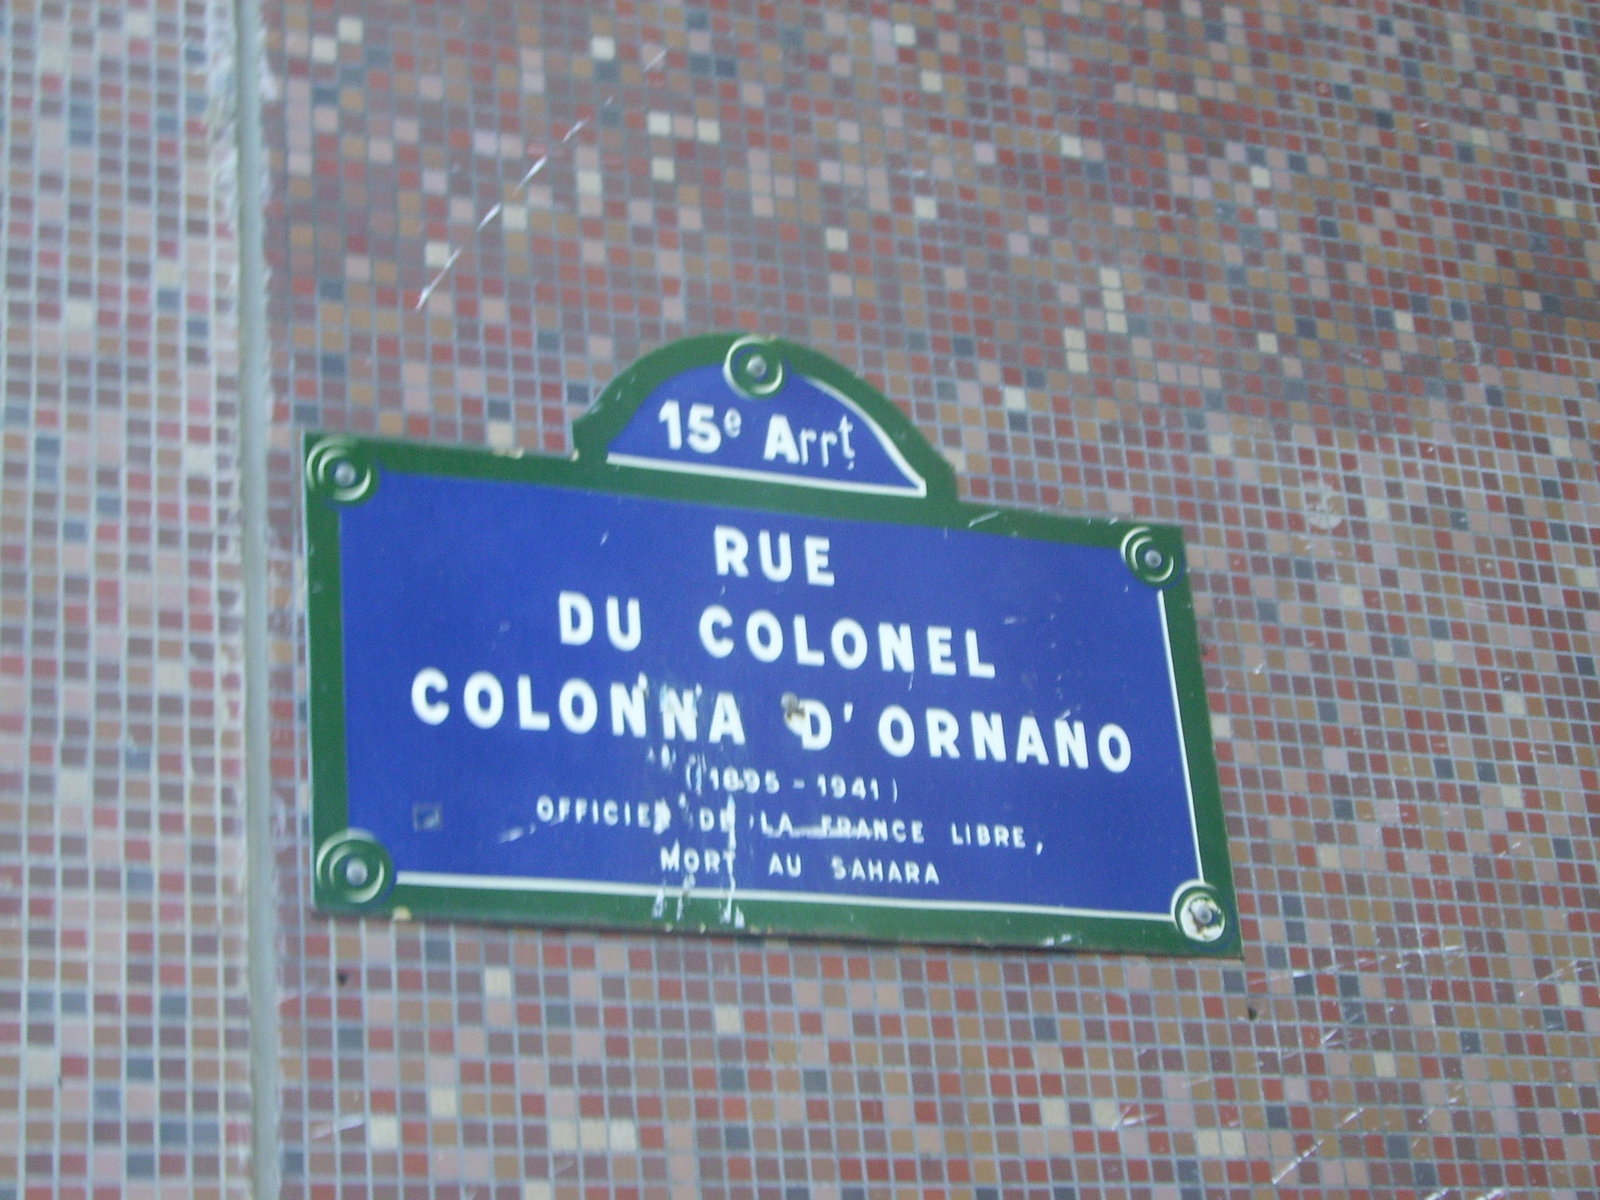 15e Arrt
RUE
DU COLONEL
COLONNA D'ORNANO
(1895 - 1941)
OFFICIER DE LA FRANCE LIBRE,
MORT AU SAHARA